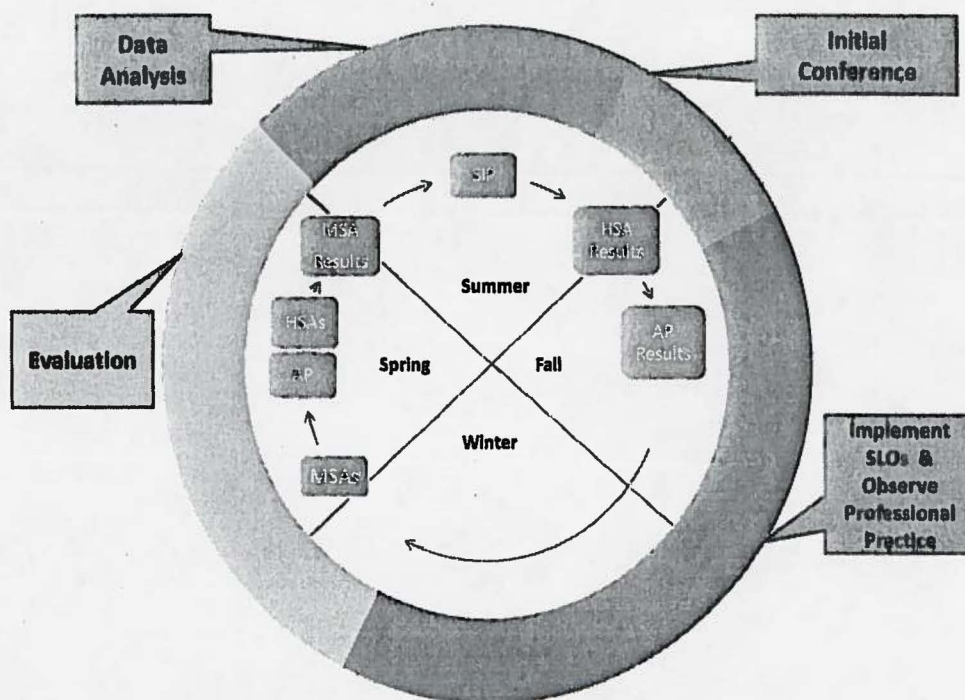 Data
Analysis
Initial
Conference
SIP
MSA
Results
HSA
Results
Summer
HSAs
AP
Results
Evaluation
Spring
Fall
AP
Winter
MSAs
Implement
SLOs &
Observe
Professional
Practice